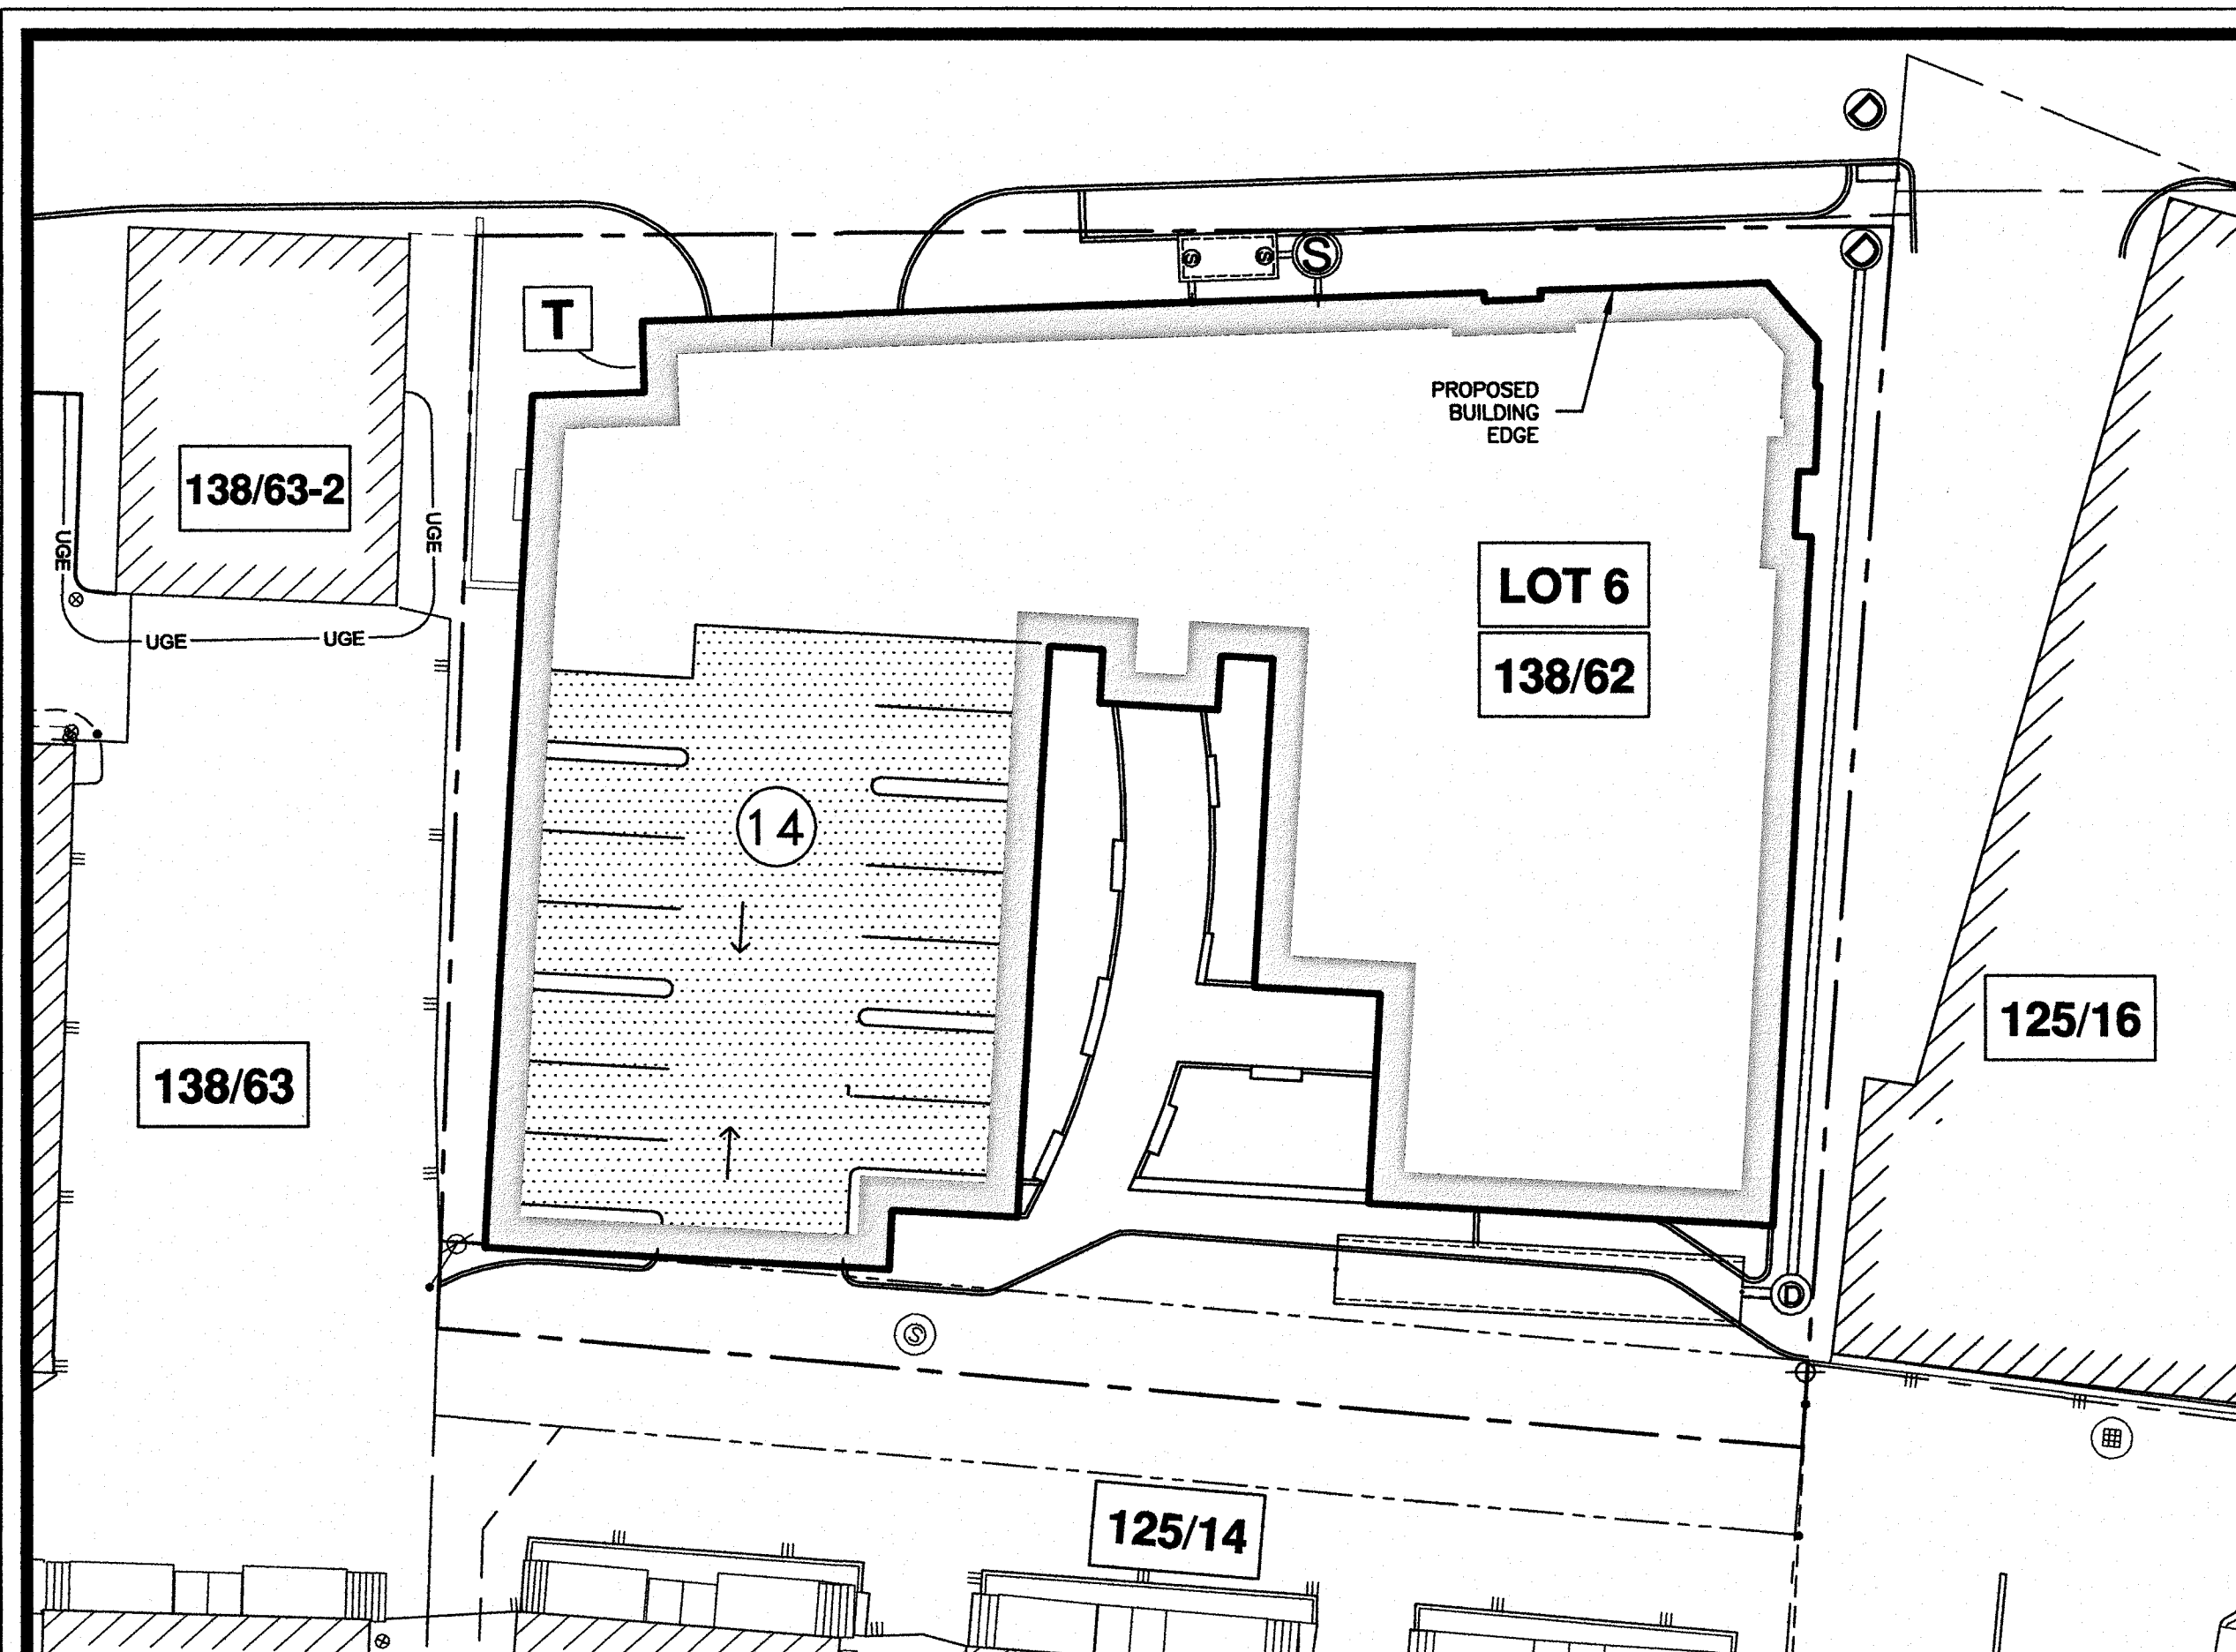 D
D
S
S
S
T
PROPOSED
BUILDING
EDGE
138/63-2
UGE
UGE
UGE
UGE
LOT 6
138/62
14
138/63
125/16
D
S
125/14